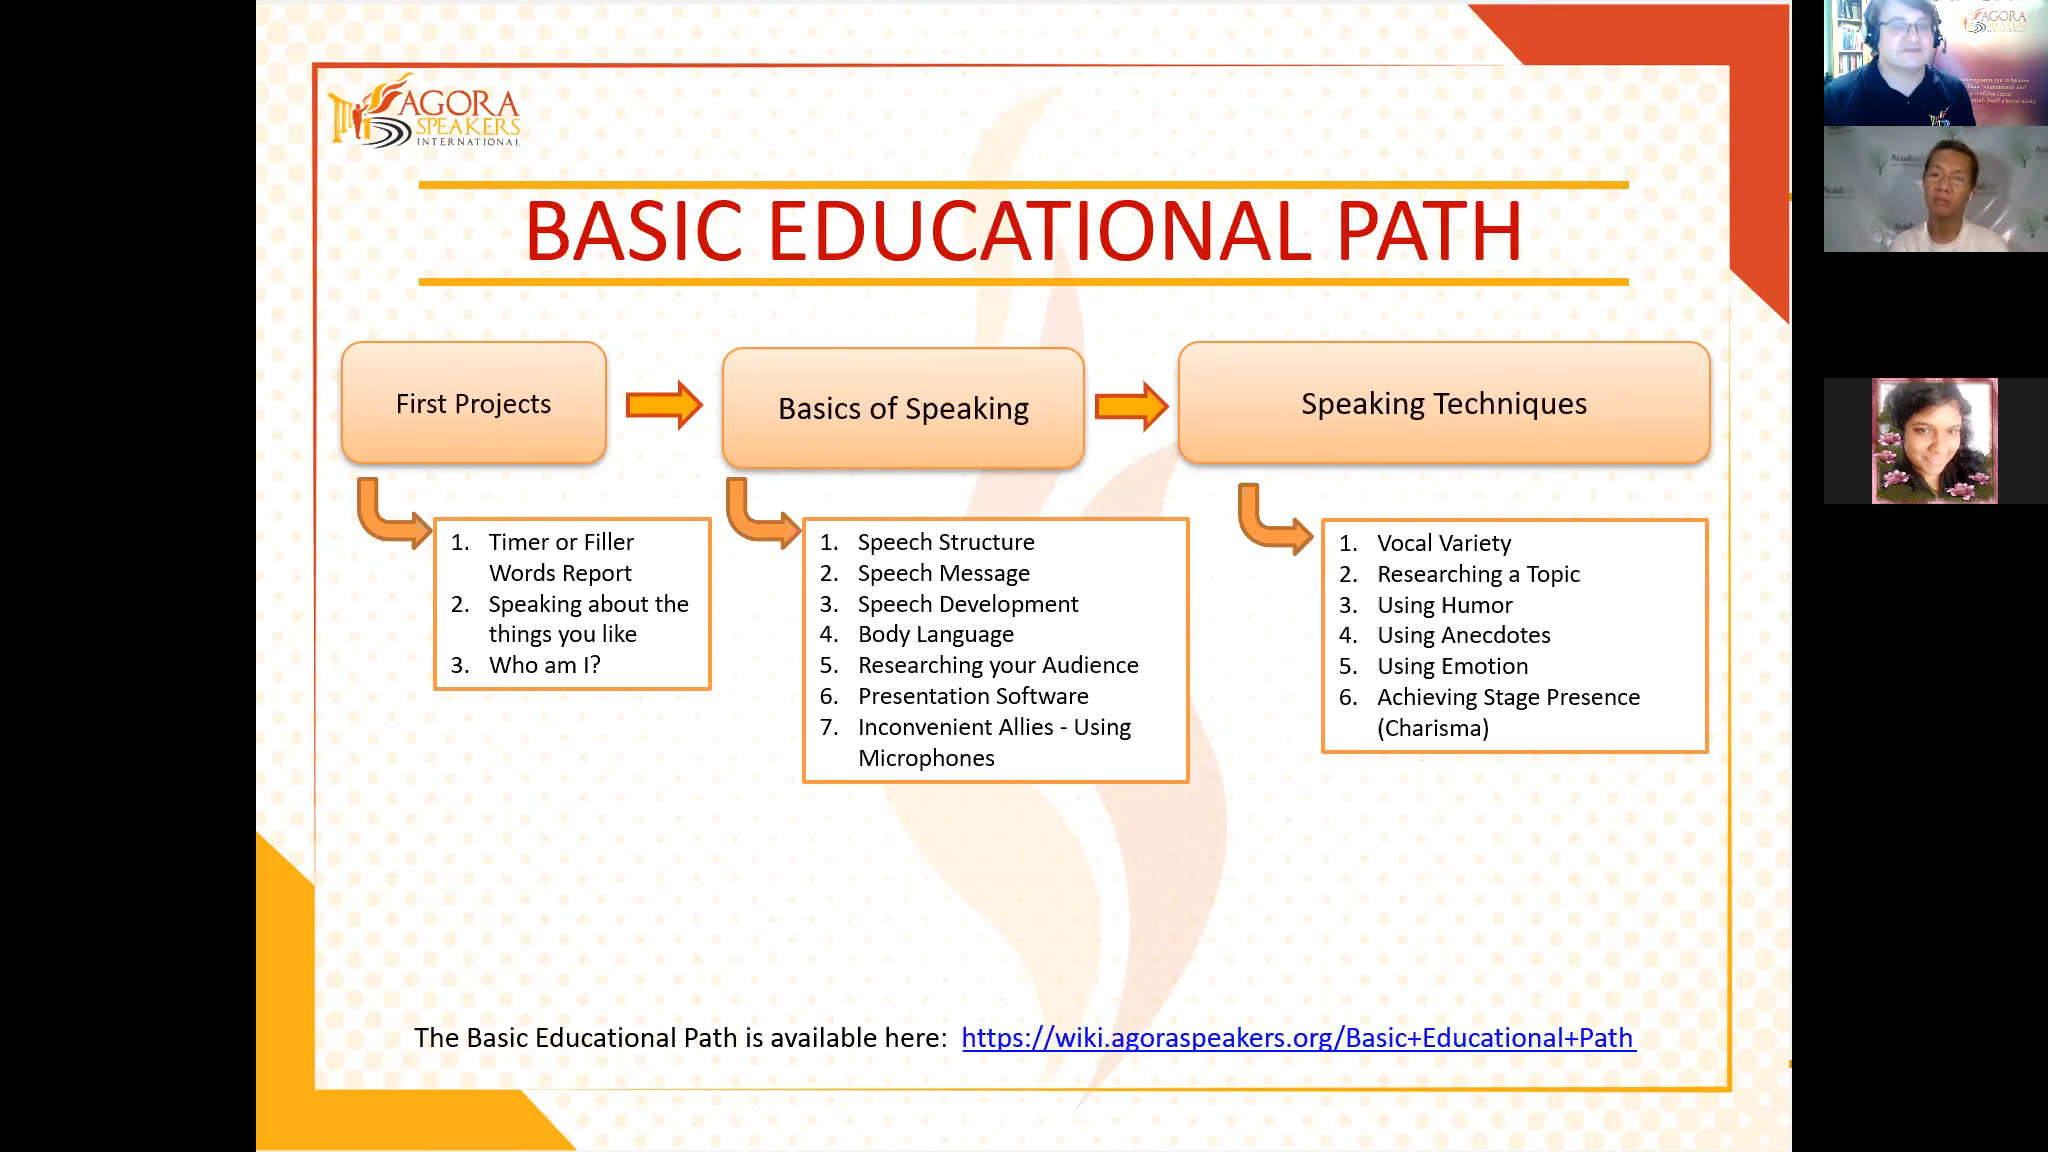 AGORA
SPEAKERS
INTERNATIONAL
BASIC EDUCATIONAL PATH
First Projects
Basics of Speaking
Speaking Techniques
1. Timer or Filler
Words Report
2. Speaking about the
things you like
3. Who am I?
1. Speech Structure
2. Speech Message
3. Speech Development
4. Body Language
5. Researching your Audience
6. Presentation Software
7. Inconvenient Allies - Using
Microphones
1. Vocal Variety
2. Researching a Topic
3. Using Humor
4. Using Anecdotes
5. Using Emotion
6. Achieving Stage Presence
(Charisma)
The Basic Educational Path is available here: https://wiki.agoraspeakers.org/Basic+Educational+Path
AGORA
SPEAKERS